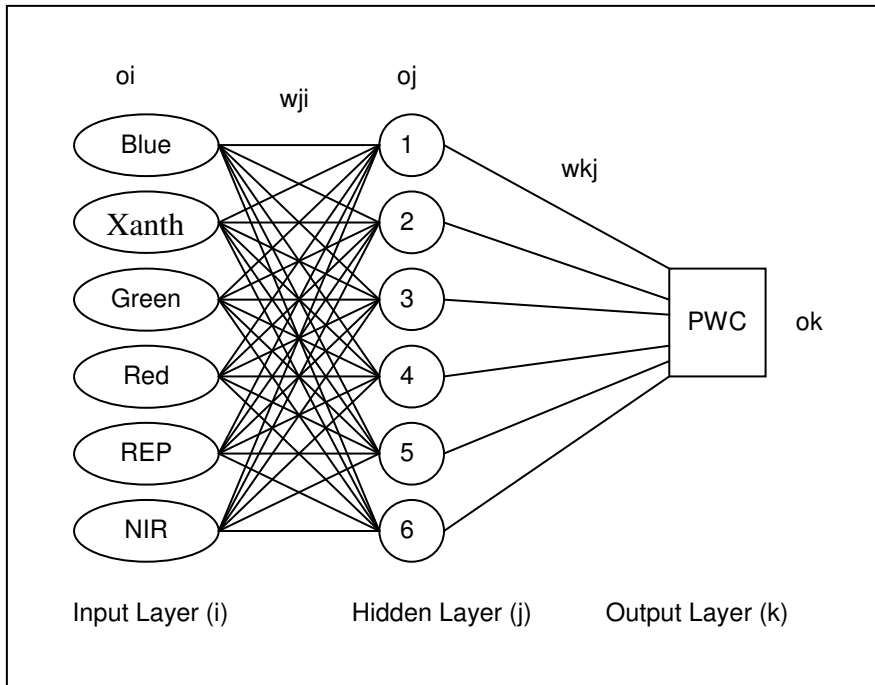 oi
wji
oj
Blue
1
wkj
Xanth
2
Green
3
PWC
ok
Red
4
REP
5
NIR
6
Input Layer (i)
Hidden Layer (j)
Output Layer (k)